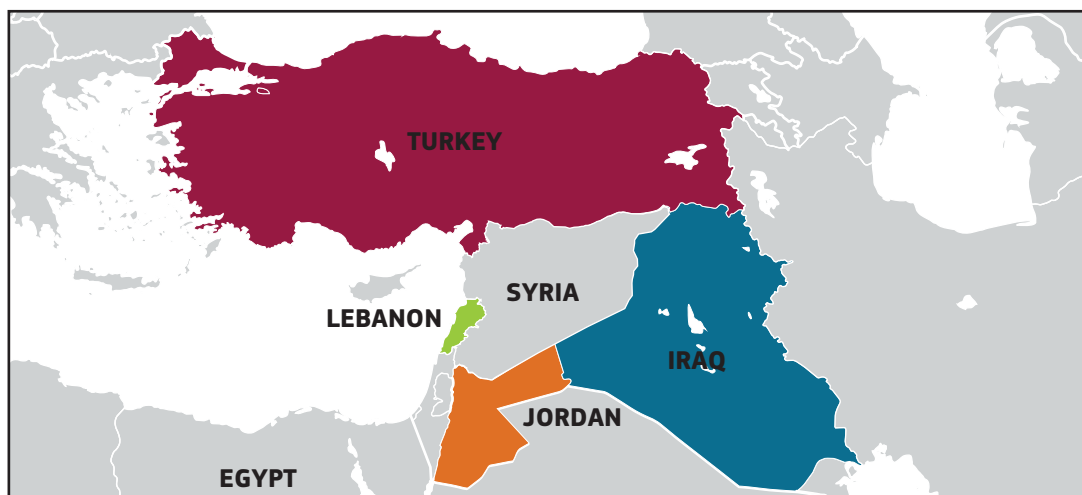 TURKEY
SYRIA
LEBANON
IRAQ
JORDAN
EGYPT